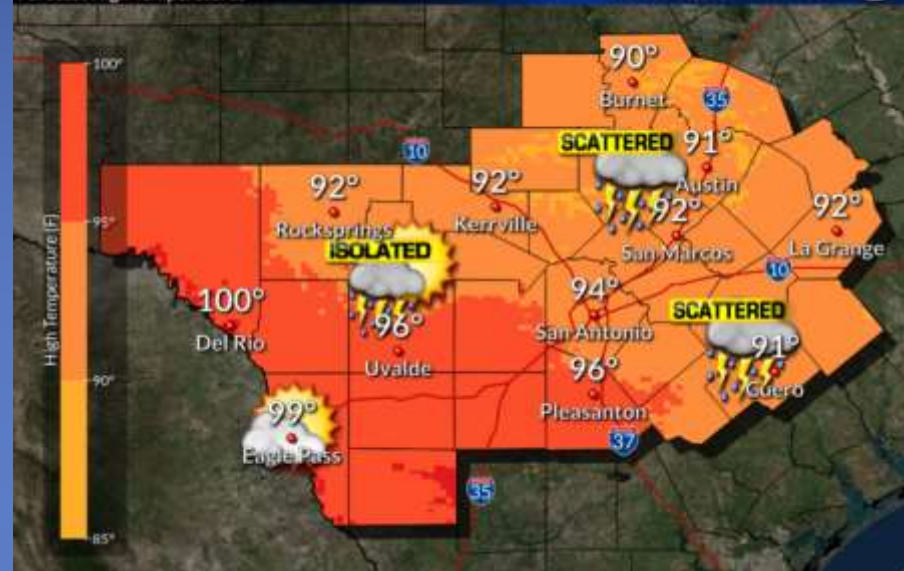 100°
95°
90°
85°
High Temperature (F)
90°
Burnet
35
SCATTERED
91°
Austin
10
92°
Rocksprings
92°
Kerrville
92°
San Marcos
92°
La Grange
ISOLATED
10
100°
Del Rio
96°
Uvalde
94°
San Antonio
SCATTERED
91°
Cuero
96°
Pleasanton
99°
Eagle Pass
37
35